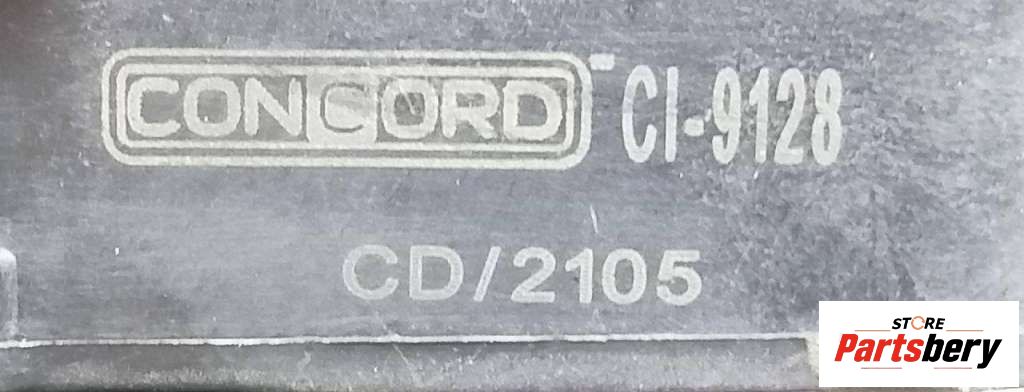 CONCORD CI-9128
CD/2105
STORE
Partsbery